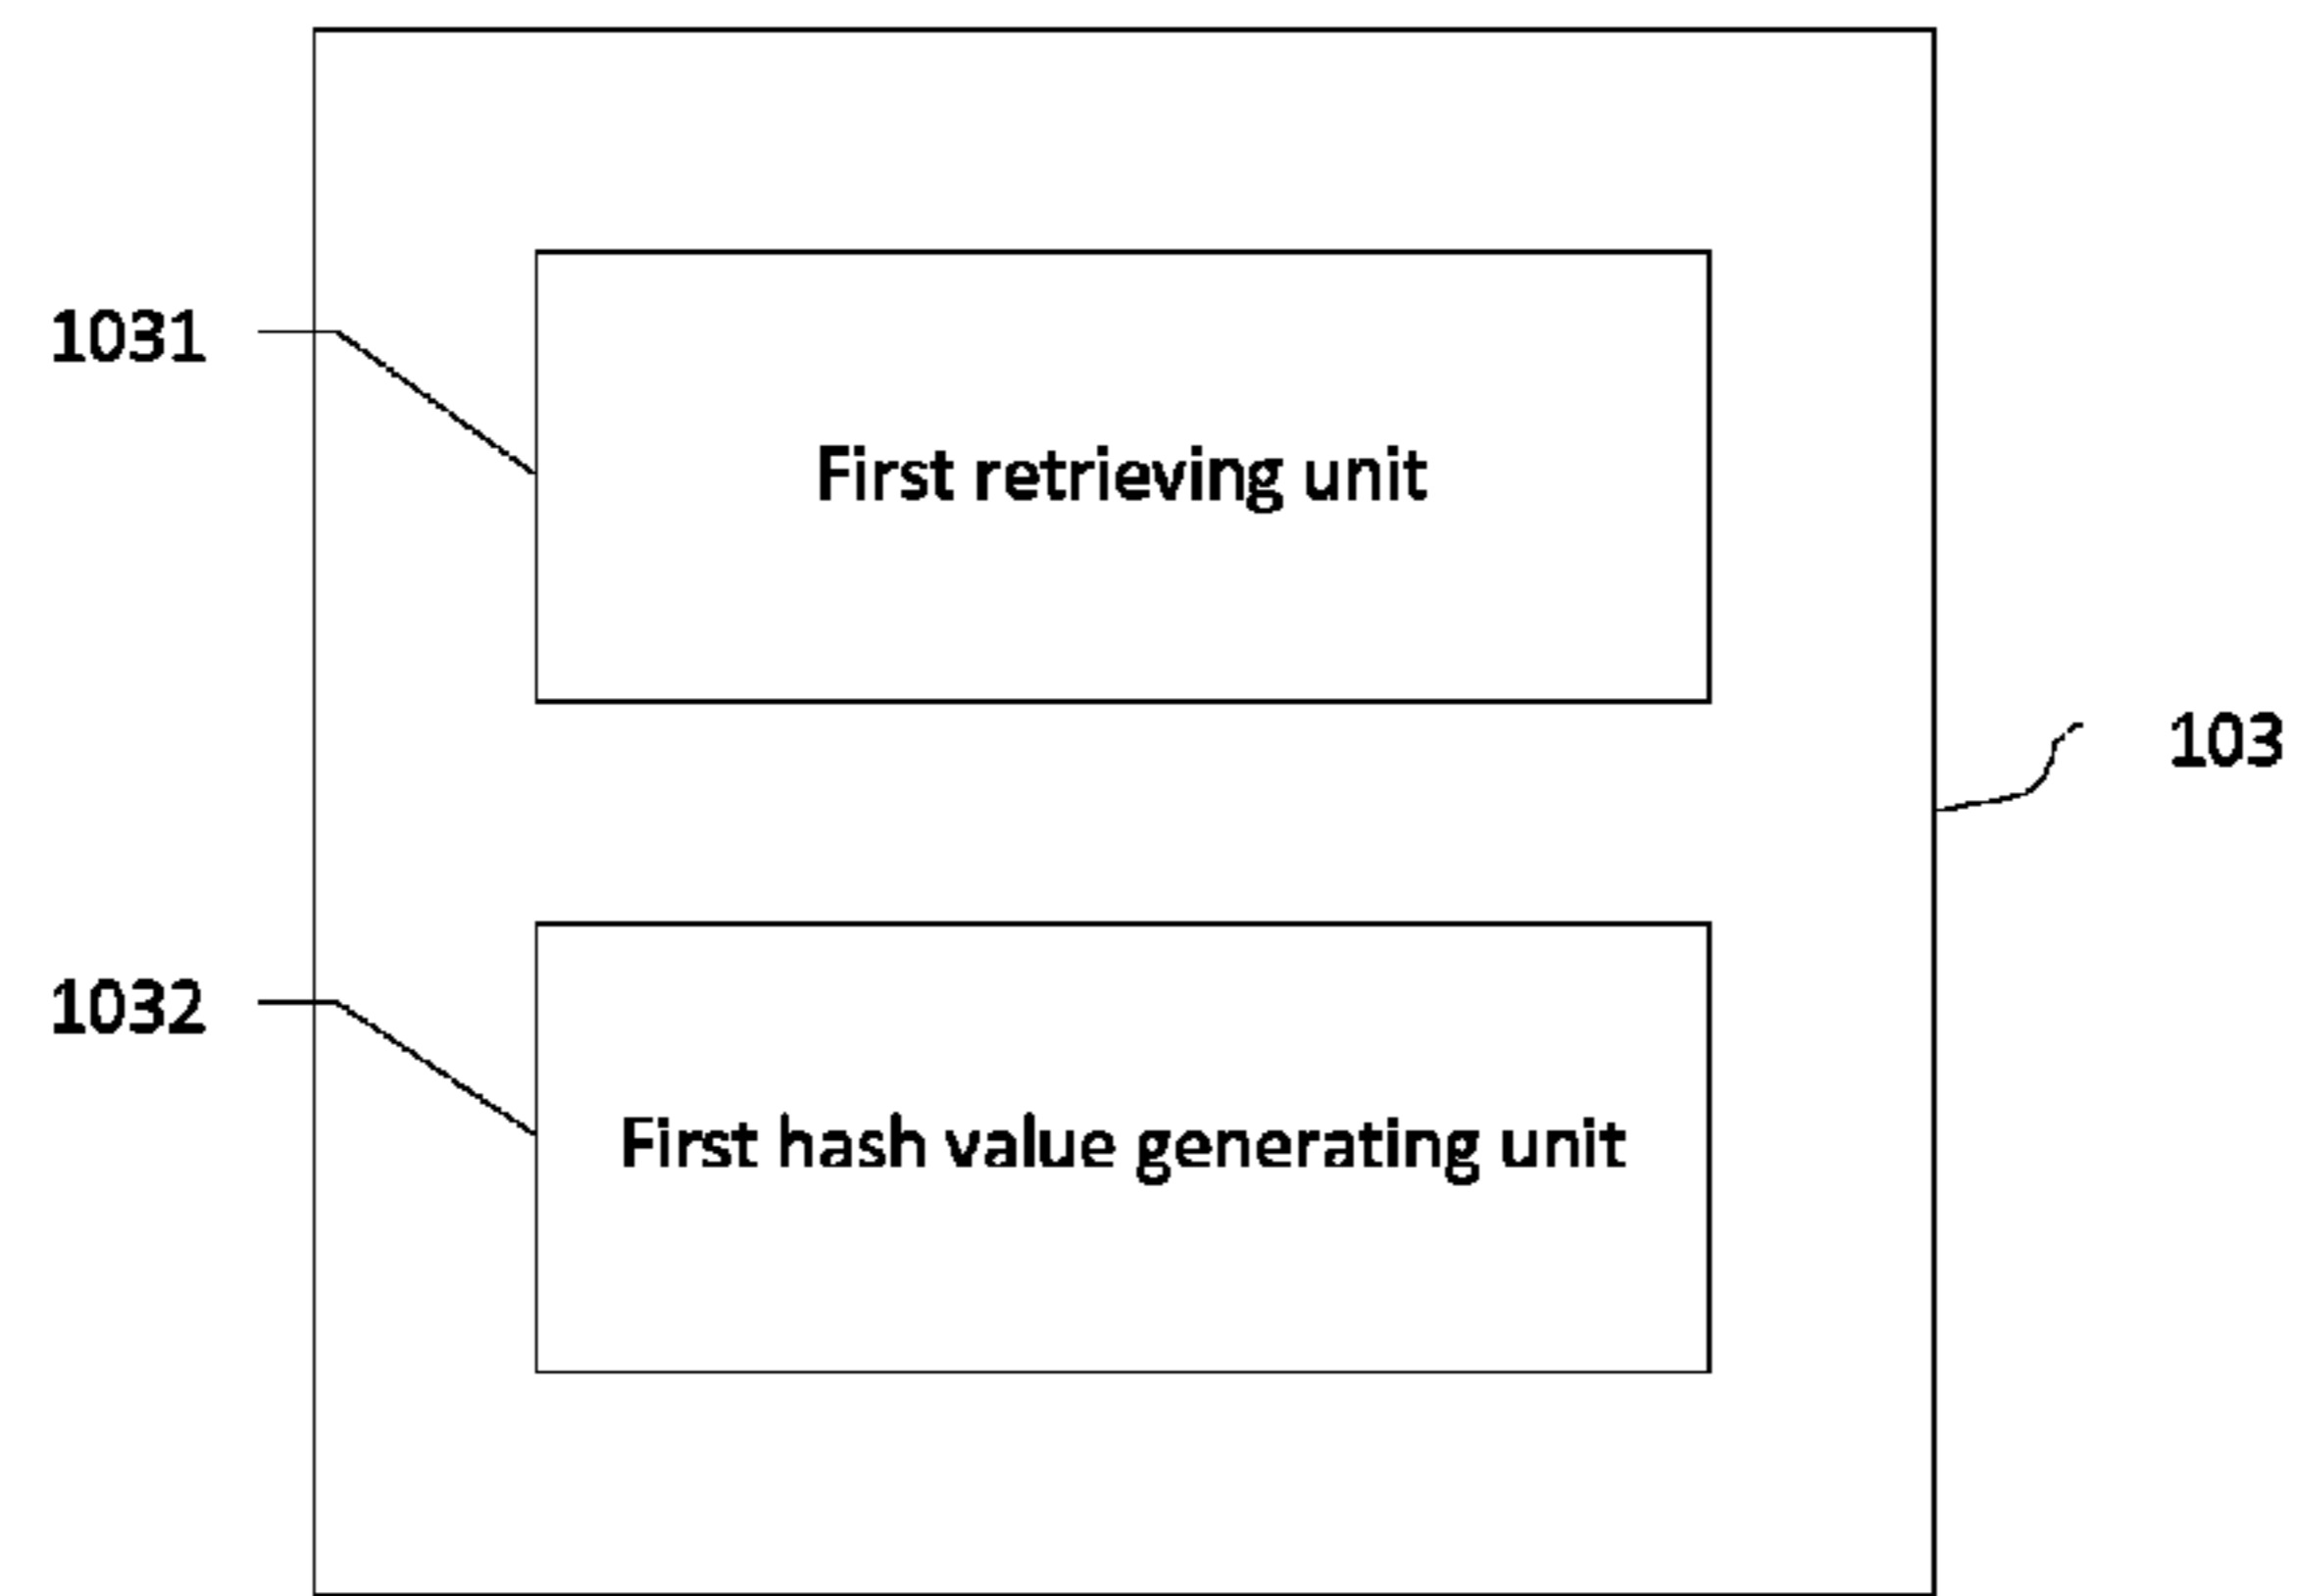 1031
First retrieving unit
103
1032
First hash value generating unit